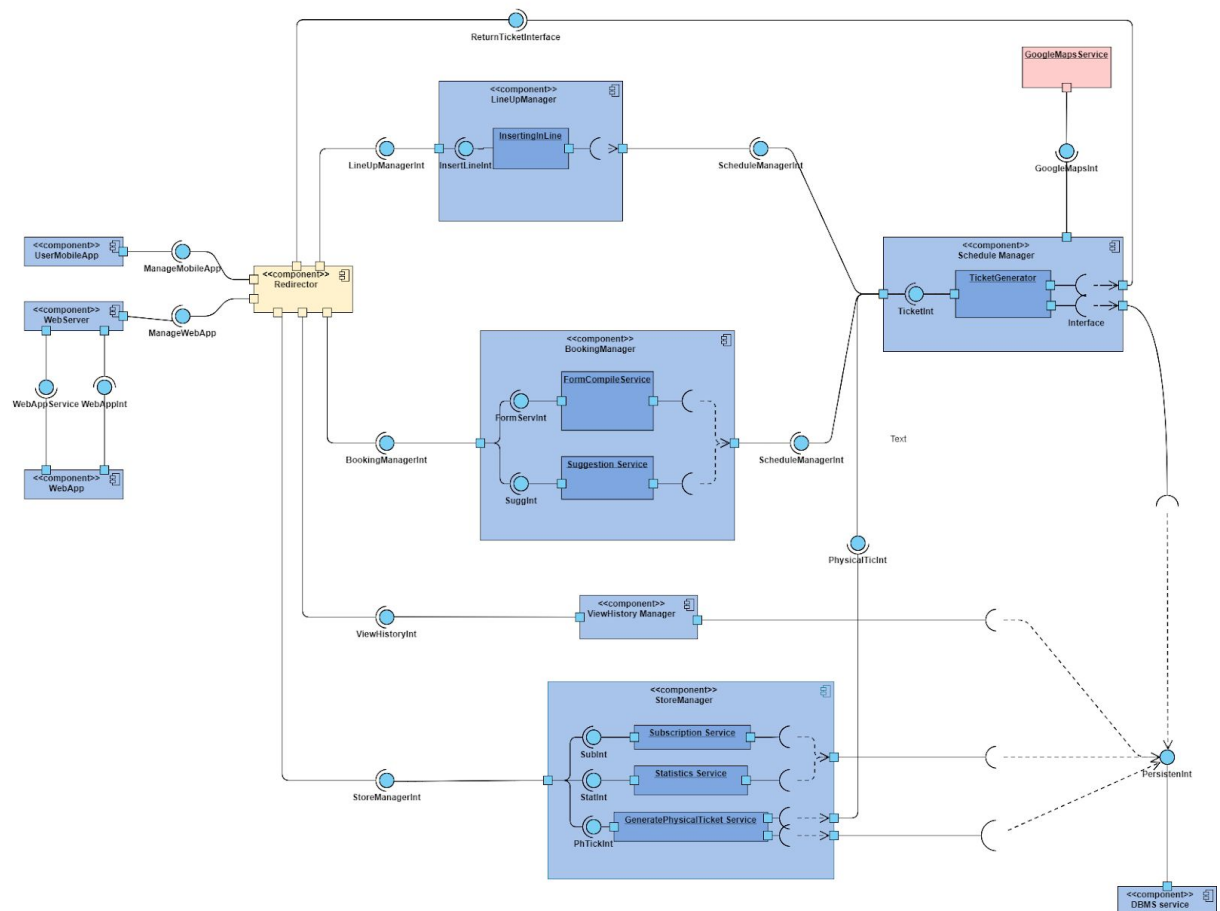 ReturnTicketInterface
GoogleMapsService
<<component>>
LineUpManager
InsertingInLine
LineUpManagerInt
InsertLineInt
ScheduleManagerInt
GoogleMapsInt
<<component>>
UserMobileApp
ManageMobileApp
<<component>>
Redirector
<<component>>
Schedule Manager
TicketGenerator
TicketInt
Interface
<<component>>
WebServer
ManageWebApp
<<component>>
BookingManager
FormCompileService
FormServInt
WebAppService
WebAppInt
BookingManagerInt
Suggestion Service
SuggInt
ScheduleManagerInt
Text
<<component>>
WebApp
PhysicalTicInt
<<component>>
ViewHistory Manager
ViewHistoryInt
<<component>>
StoreManager
Subscription Service
SubInt
Statistics Service
StatInt
StoreManagerInt
GeneratePhysicalTicket Service
PhTickInt
PersistenInt
<<component>>
DBMS service